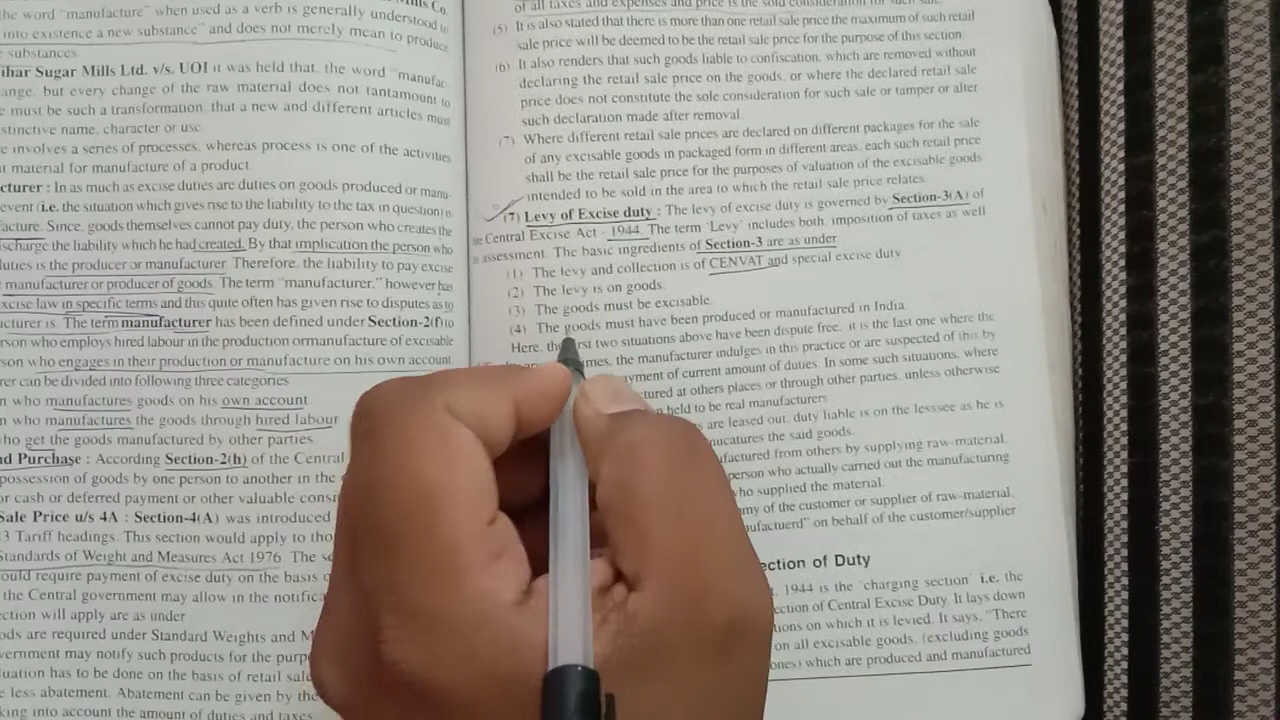 Mills Co.
the word "manufacture" when used as a verb is generally understood to
into existence a new substance" and does not merely mean to produce
substances.
ihar Sugar Mills Ltd. v/s. UOI it was held that, the word "manufac-
ange, but every change of the raw material does not tantamount to
must be such a transformation, that a new and different articles must
stinctive name, character or use.
e involves a series of processes, whereas process is one of the activities
material for manufacture of a product.
cturer : In as much as excise duties are duties on goods produced or manu-
event (i.e. the situation which gives rise to the liability to the tax in question) is
facture. Since, goods themselves cannot pay duty, the person who creates the
ischurge the liability which he had created. By that implication the person who
duties is the producer or manufacturer. Therefore, the liability to pay excise
manufacturer or producer of goods. The term "manufacturer," however has
xcise law in specific terms and this quite often has given rise to disputes as to
acturer is. The term manufacturer has been defined under Section-2(f) to
rson who employs hired labour in the production ormanufacture of excisable
son who engages in their production or manufacture on his own account.
rer can be divided into following three categories
n who manufactures goods on his own account.
n who manufactures the goods through hired labour
ho get the goods manufactured by other parties.
nd Purchase : According Section-2(h) of the Central
possession of goods by one person to another in the
or cash or deferred payment or other valuable consi
Sale Price u/s 4A : Section-4(A) was introduced
3 Tariff headings. This section would apply to tho
Standards of Weight and Measures Act 1976. The
ould require payment of excise duty on the basis
the Central government may allow in the notifica
ction will apply are as under
ods are required under Standard Weights and M
vernment may notify such products for the purp
luation has to be done on the basis of retail sal
e less abatement. Abatement can be given by the
king into account the amount of duties and taxes
of all taxes and expenses and price is the sold consideration for such sale.
(5) It is also stated that there is more than one retail sale price the maximum of such retail
sale price will be deemed to be the retail sale price for the purpose of this section.
(6) It also renders that such goods liable to confiscation, which are removed without
declaring the retail sale price on the goods, or where the declared retail sale
price does not constitute the sole consideration for such sale or tamper or alter
such declaration made after removal.
(7) Where different retail sale prices are declared on different packages for the sale
of any excisable goods in packaged form in different areas, each such retail price
shall be the retail sale price for the purposes of valuation of the excisable goods
intended to be sold in the area to which the retail sale price relates.
(7) Levy of Excise duty : The levy of excise duty is governed by Section-3(A) of
Central Excise Act - 1944. The term 'Levy' includes both, imposition of taxes as well
assessment. The basic ingredients of Section-3 are as under
(1) The levy and collection is of CENVAT and special excise duty
(2) The levy is on goods.
(3) The goods must be excisable.
(4) The goods must have been produced or manufactured in India
Here, the first two situations above have been dispute free, it is the last one where the
mes, the manufacturer indulges in this practice or are suspected of this by
yment of current amount of duties. In some such situations, where
ctured at others places or through other parties, unless otherwise
held to be real manufacturers.
s are leased out, duty liable is on the lesssee as he is
nucatures the said goods.
ufactured from others by supplying raw-material,
person who actually carried out the manufacturing
who supplied the material.
my of the customer or supplier of raw-material,
nufactuerd" on behalf of the customer/supplier
ection of Duty
1944 is the 'charging section' i.e. the
ection of Central Excise Duty. It lays down
tions on which it is levied. It says, "There
on all excisable goods, (excluding goods
ones) which are produced and manufactured